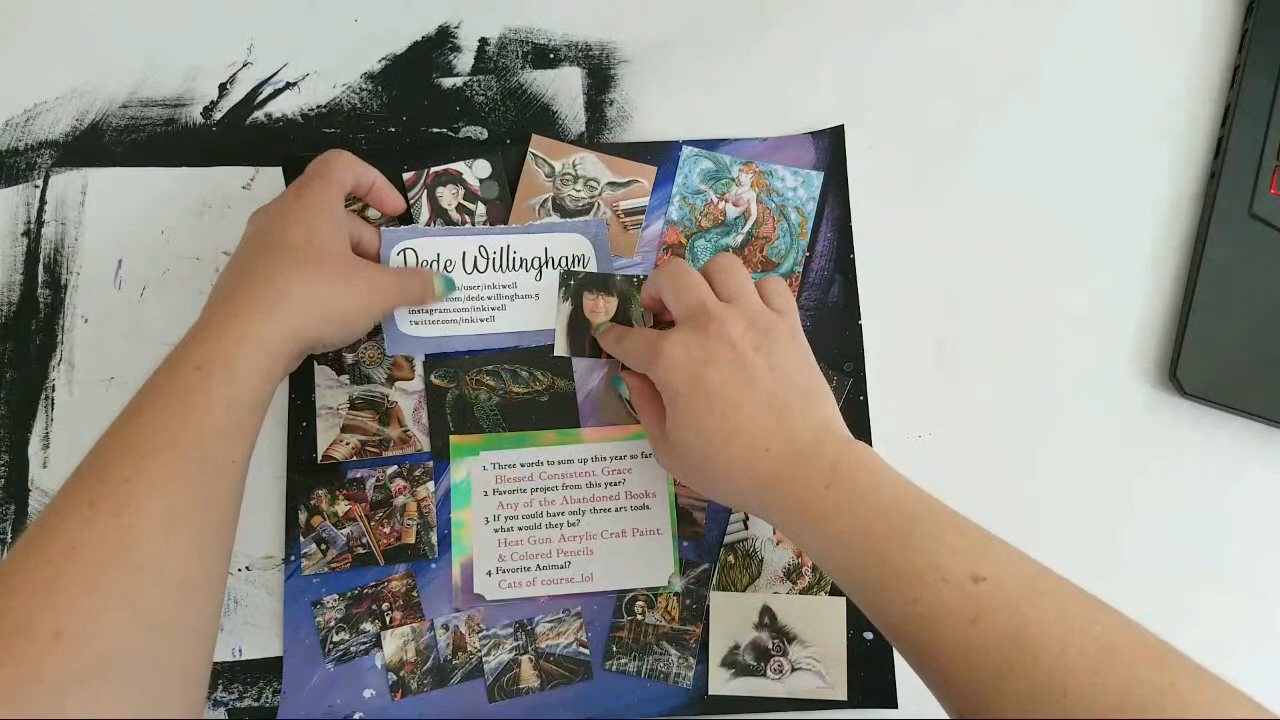 Dede Willingham
m/user/inkiwell
com/dede.willingham.5
instagram.com/inkiwell
twitter.com/inkiwell
1. Three words to sum up this year so far
Blessed, Consistent, Grace
2. Favorite project from this year?
Any of the Abandoned Books
3. If you could have only three art tools,
what would they be?
Heat Gun, Acrylic Craft Paint,
& Colored Pencils
4. Favorite Animal?
Cats of course...lol